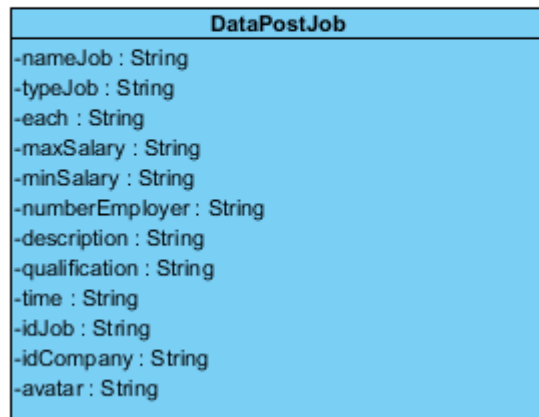 DataPostJob
-nameJob : String
-typeJob : String
-each : String
-maxSalary : String
-minSalary : String
-numberEmployer : String
-description : String
-qualification : String
-time : String
-idJob : String
-idCompany : String
-avatar : String